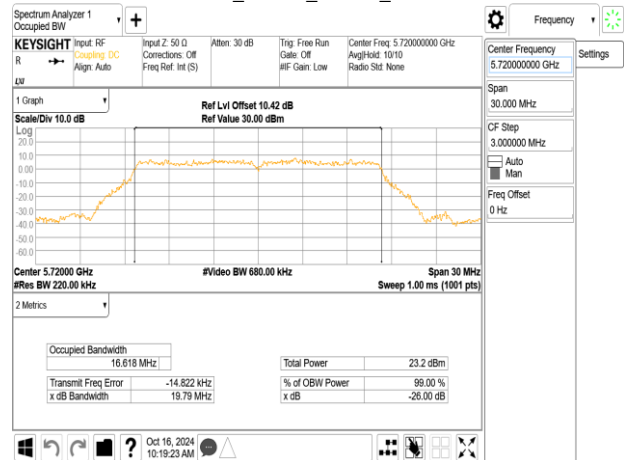 Spectrum Analyzer 1
Occupied BW
Frequency
KEYSIGHT
R
LXI
Input: RF
Coupling: DC
Align: Auto
Input Z: 50 Ω
Corrections: Off
Freq Ref: Int (S)
Atten: 30 dB
Trig: Free Run
Gate: Off
#IF Gain: Low
Center Freq: 5.720000000 GHz
Avg|Hold: 10/10
Radio Std: None
Center Frequency
5.720000000 GHz
Settings
Span
30.000 MHz
CF Step
3.000000 MHz
Auto
Man
Freq Offset
0 Hz
1 Graph
Scale/Div 10.0 dB
Ref Lvl Offset 10.42 dB
Ref Value 30.00 dBm
Log
20.0
10.0
0.00
-10.0
-20.0
-30.0
-40.0
-50.0
-60.0
Center 5.72000 GHz
#Res BW 220.00 kHz
#Video BW 680.00 kHz
Span 30 MHz
Sweep 1.00 ms (1001 pts)
2 Metrics
Occupied Bandwidth
16.618 MHz
Transmit Freq Error -14.822 kHz
x dB Bandwidth 19.79 MHz
Total Power 23.2 dBm
% of OBW Power 99.00 %
x dB -26.00 dB
?
Oct 16, 2024
10:19:23 AM